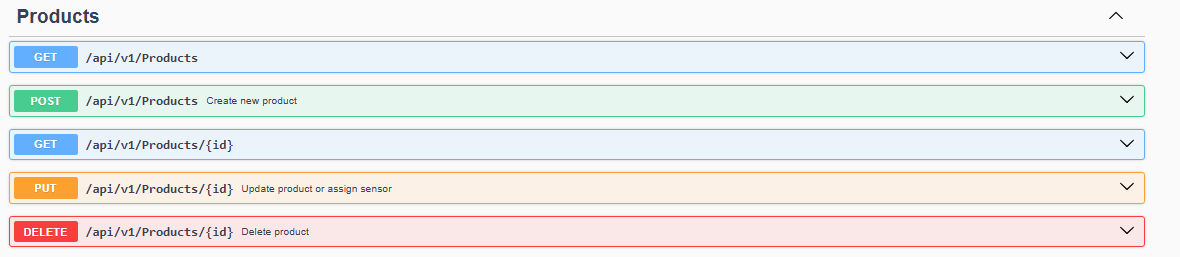 Products
GET /api/v1/Products
POST /api/v1/Products Create new product
GET /api/v1/Products/{id}
PUT /api/v1/Products/{id} Update product or assign sensor
DELETE /api/v1/Products/{id} Delete product